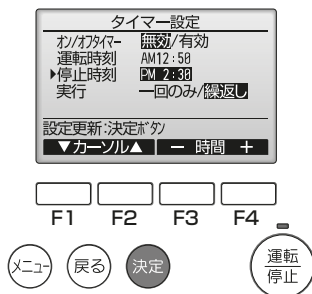 タイマー設定
オン/オフタイマー 無効/有効
運転時刻 AM12:50
▶停止時刻 PM 2:30
実行 一回のみ/繰返し
設定更新:決定ボタン
▼カーソル▲ ー 時間 ＋
F1 F2 F3 F4
メニュー 戻る 決定 運転
停止